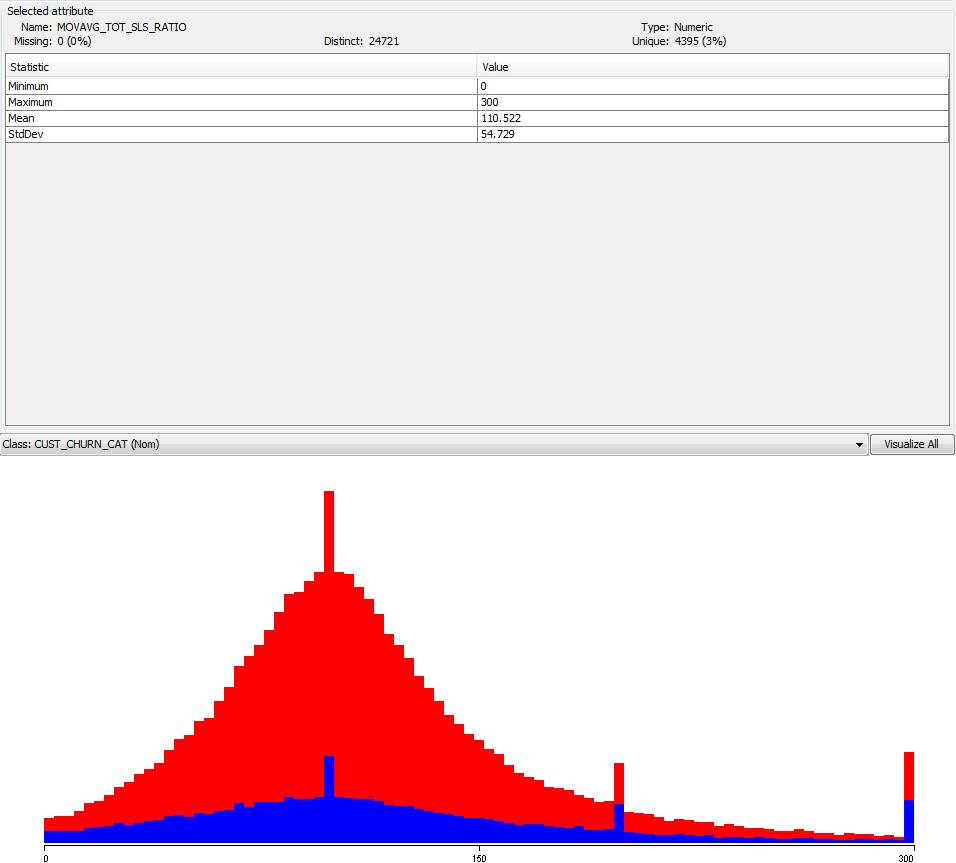 Selected attribute
Name: MOVAVG_TOT_SLS_RATIO Type: Numeric
Missing: 0 (0%) Distinct: 24721 Unique: 4395 (3%)
Statistic Value
Minimum 0
Maximum 300
Mean 110.522
StdDev 54.729
Class: CUST_CHURN_CAT (Nom) Visualize All
0 150 300